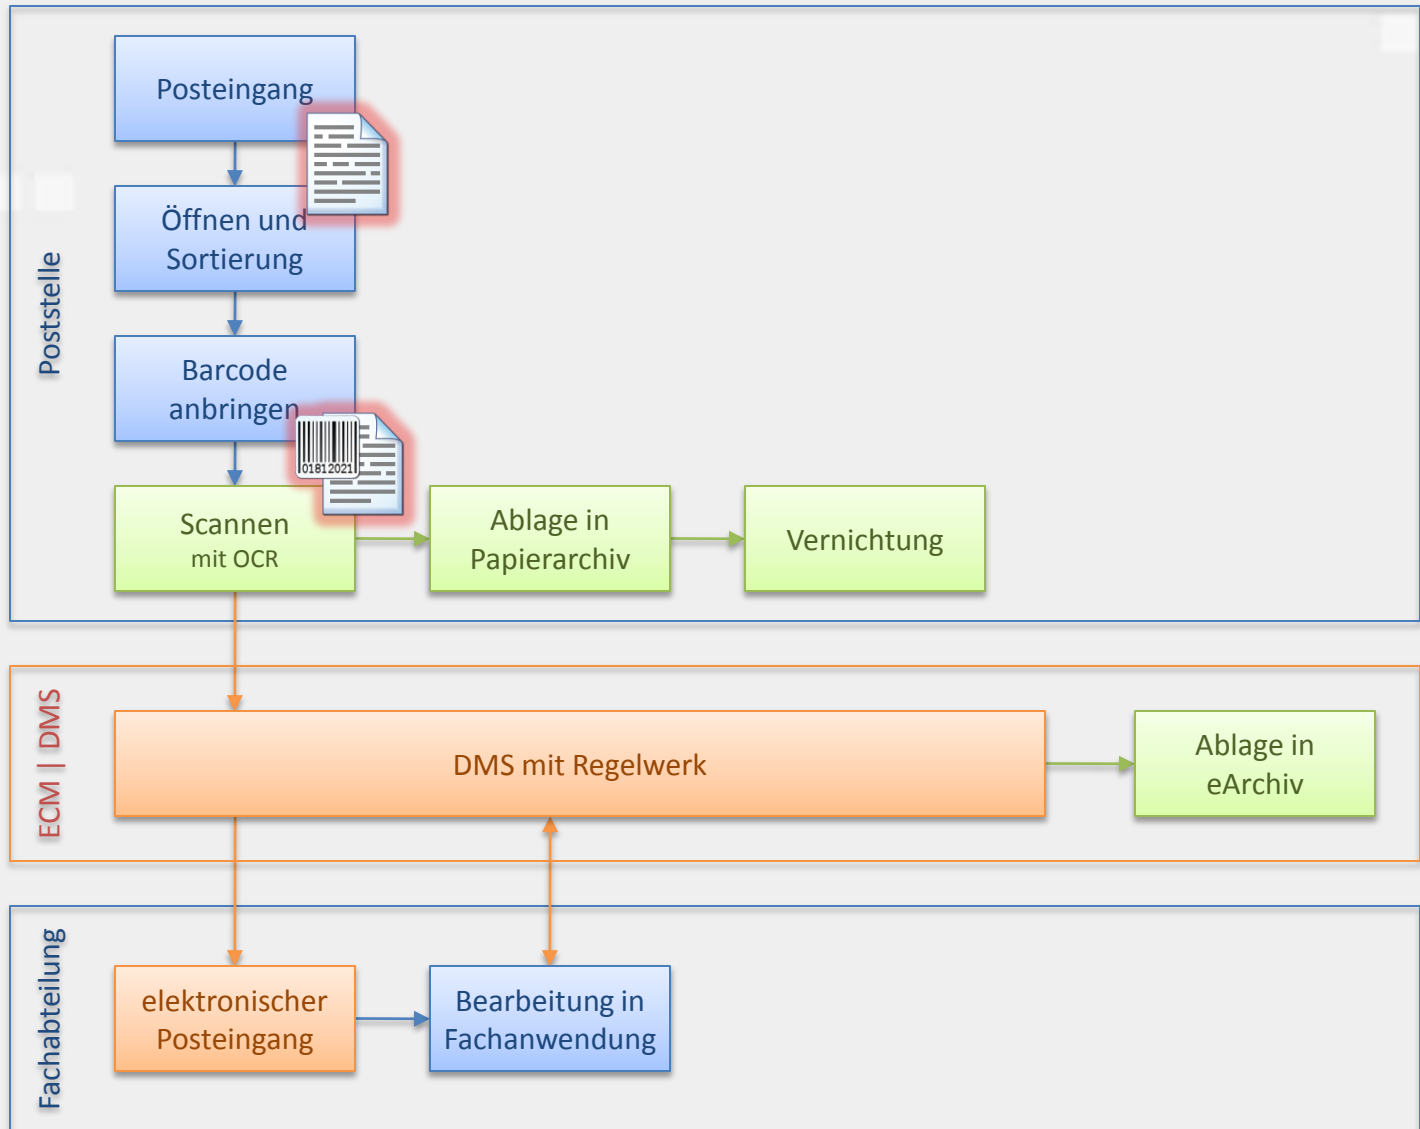 Poststelle
Posteingang
Öffnen und
Sortierung
Barcode
anbringen
01812021
Scannen
mit OCR
Ablage in
Papierarchiv
Vernichtung
ECM | DMS
DMS mit Regelwerk
Ablage in
eArchiv
Fachabteilung
elektronischer
Posteingang
Bearbeitung in
Fachanwendung